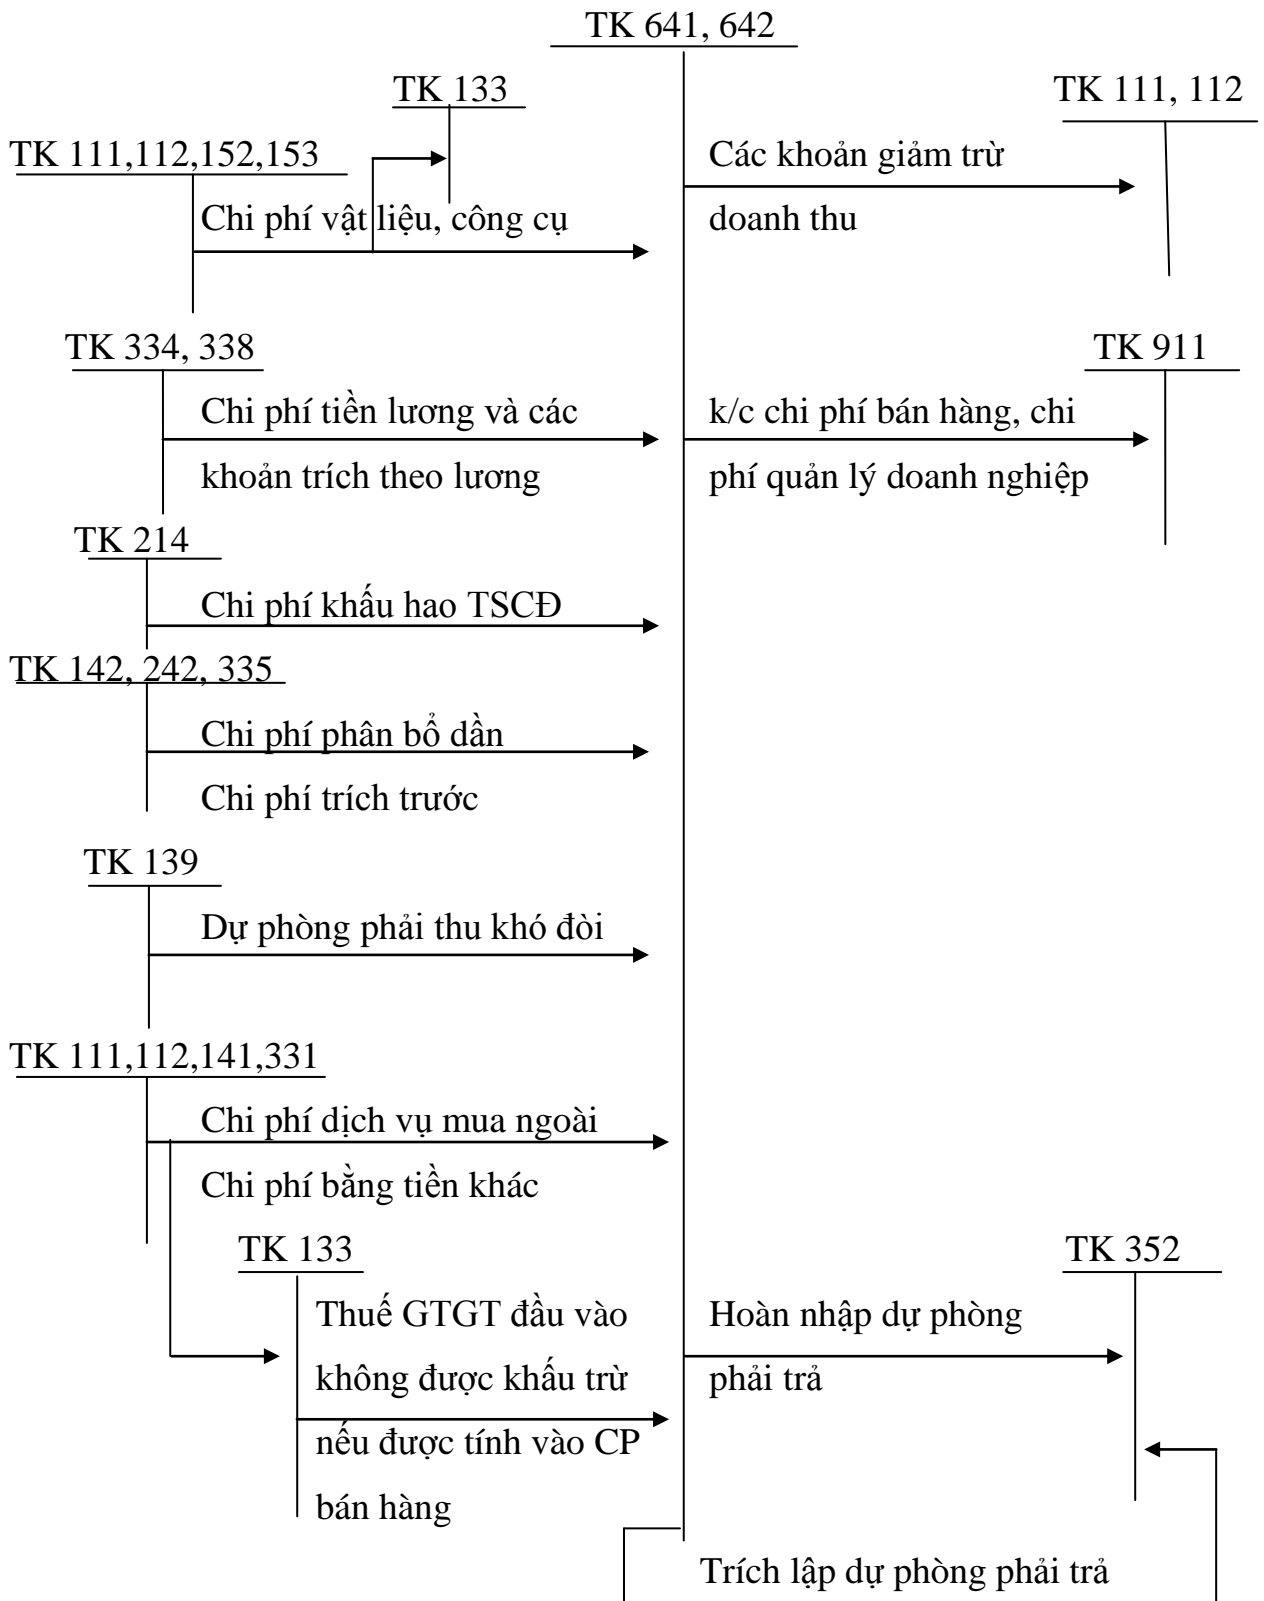 TK 641, 642
TK 133
TK 111, 112
TK 111,112,152,153
Các khoản giảm trừ
doanh thu
Chi phí vật liệu, công cụ
TK 334, 338
TK 911
Chi phí tiền lương và các
khoản trích theo lương
k/c chi phí bán hàng, chi
phí quản lý doanh nghiệp
TK 214
Chi phí khấu hao TSCĐ
TK 142, 242, 335
Chi phí phân bổ dần
Chi phí trích trước
TK 139
Dự phòng phải thu khó đòi
TK 111,112,141,331
Chi phí dịch vụ mua ngoài
Chi phí bằng tiền khác
TK 133
TK 352
Thuế GTGT đầu vào
không được khấu trừ
nếu được tính vào CP
bán hàng
Hoàn nhập dự phòng
phải trả
Trích lập dự phòng phải trả